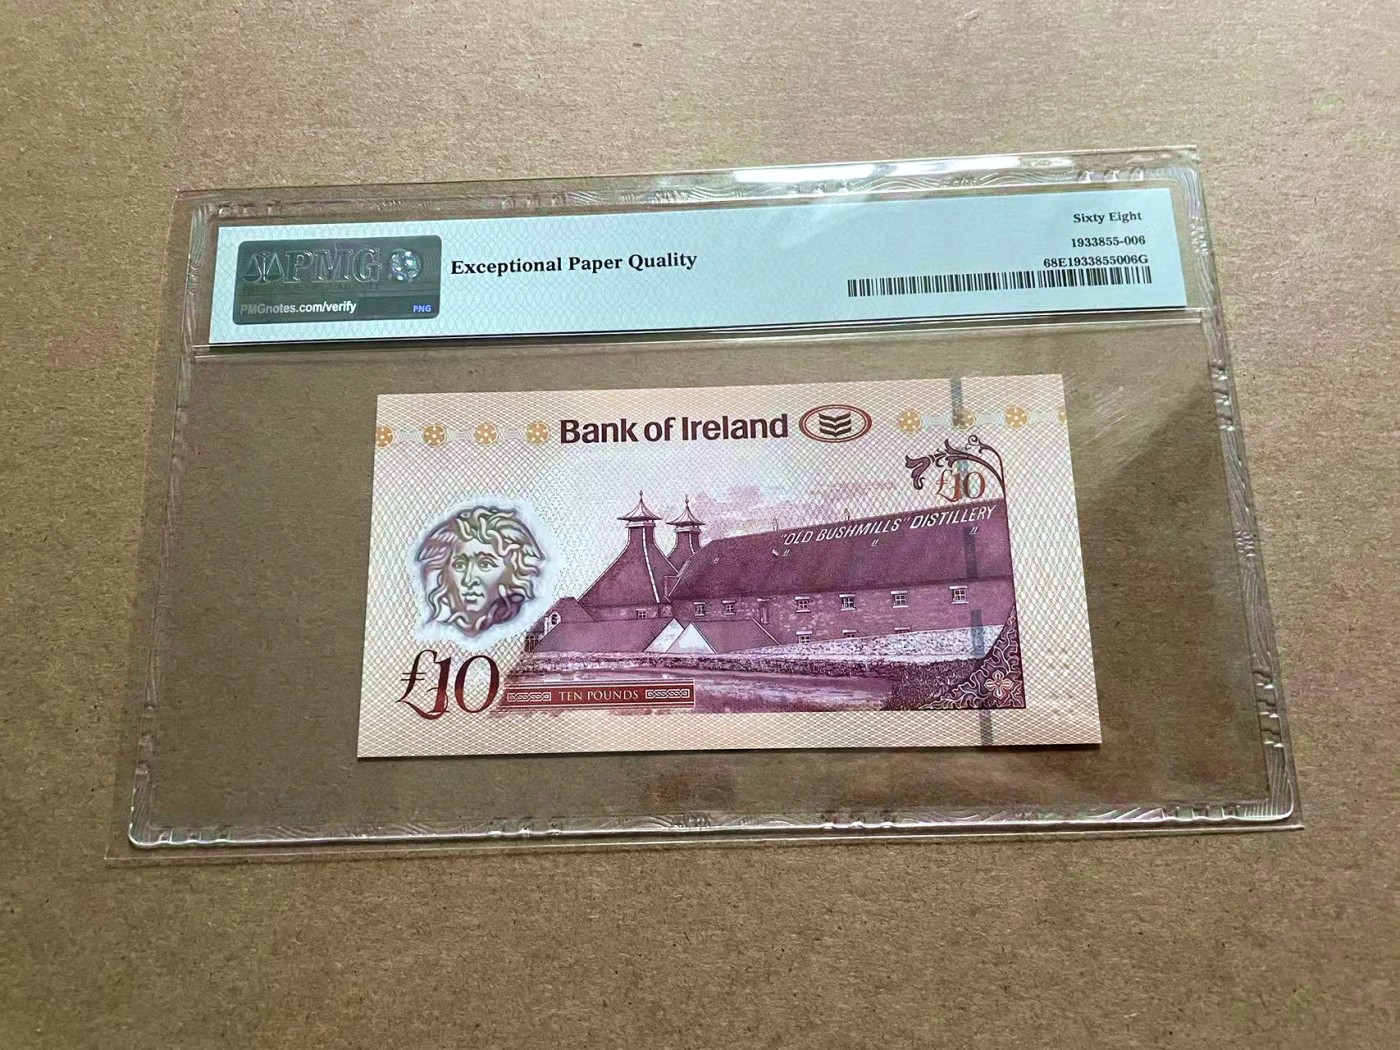 PMG
PMGnotes.com/verify
PNG
Exceptional Paper Quality
Sixty Eight
1933855-006
68E1933855006G
Bank of Ireland
£10
"OLD BUSHMILLS" DISTILLERY
£10
TEN POUNDS